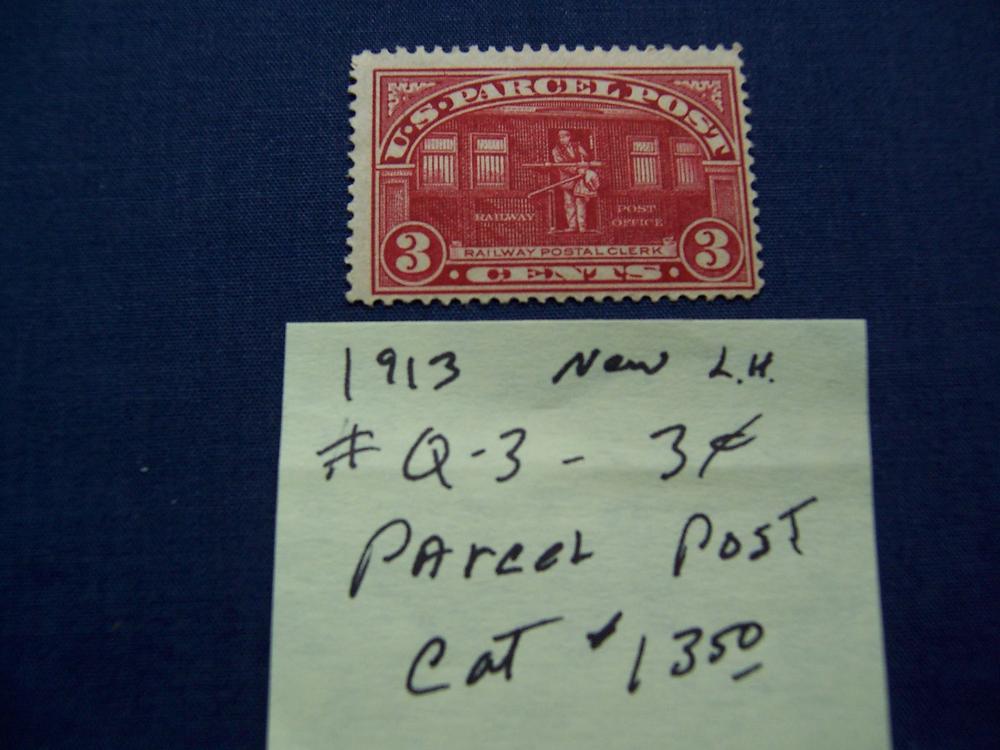 U.S. PARCEL POST
RAILWAY POST OFFICE
3 RAILWAY POSTAL CLERK 3
· CENTS ·
1913 New L.H.
# Q-3 - 3¢
Parcel Post
Cat $13 50